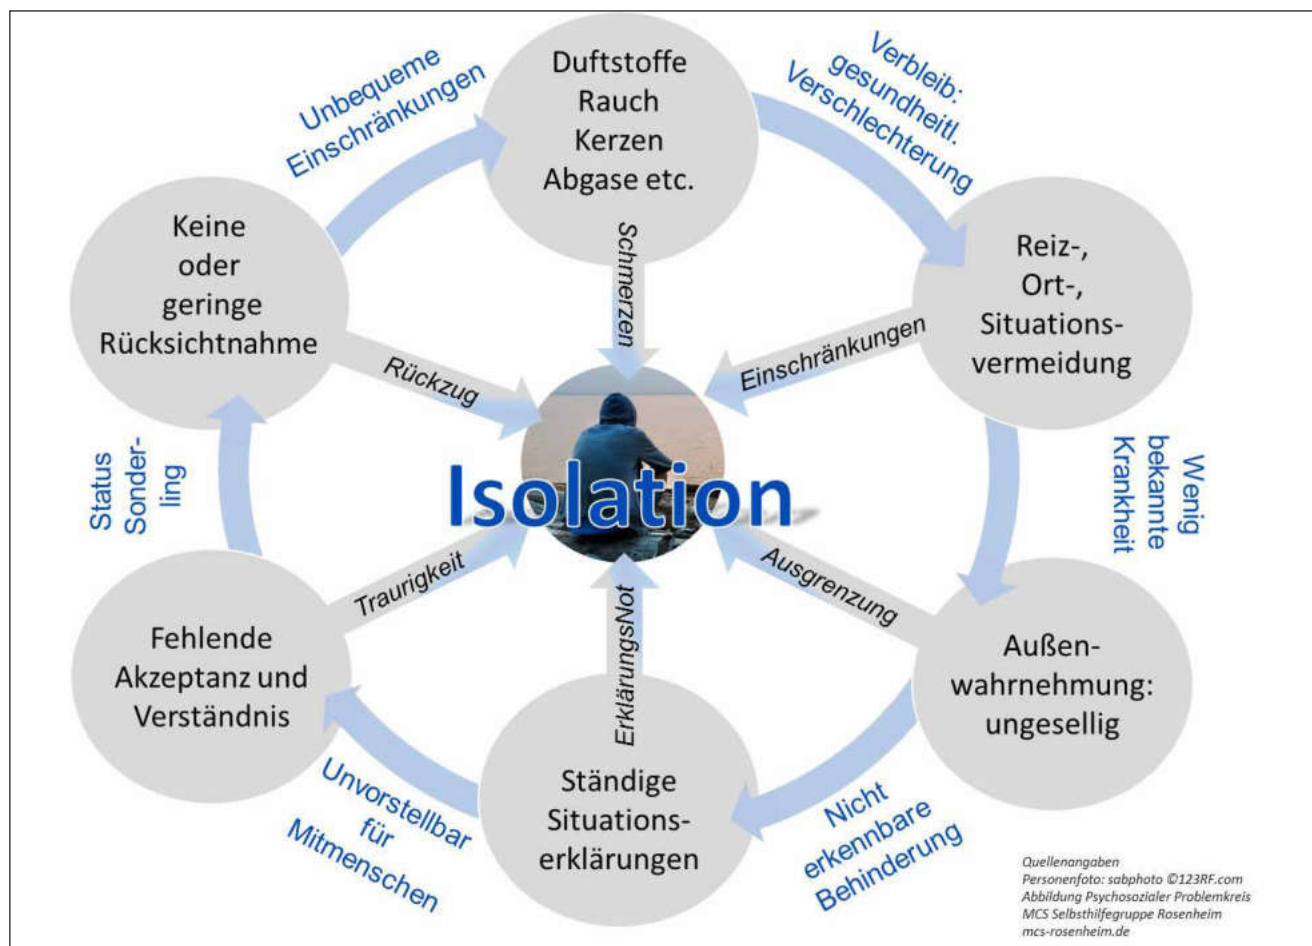 Duftstoffe
Rauch
Kerzen
Abgase etc.
Verbleib:
gesundheitl.
Verschlechterung
Reiz-,
Ort-,
Situations-
vermeidung
Wenig
bekannte
Krankheit
Außen-
wahrnehmung:
ungesellig
Nicht
erkennbare
Behinderung
Ständige
Situations-
erklärungen
Unvorstellbar
für
Mitmenschen
Fehlende
Akzeptanz und
Verständnis
Status
Sonder-
ling
Keine
oder
geringe
Rücksichtnahme
Unbequeme
Einschränkungen
Schmerzen
Einschränkungen
Ausgrenzung
ErklärungsNot
Traurigkeit
Rückzug
Isolation
Quellenangaben
Personenfoto: sabphoto ©123RF.com
Abbildung Psychosozialer Problemkreis
MCS Selbsthilfegruppe Rosenheim
mcs-rosenheim.de